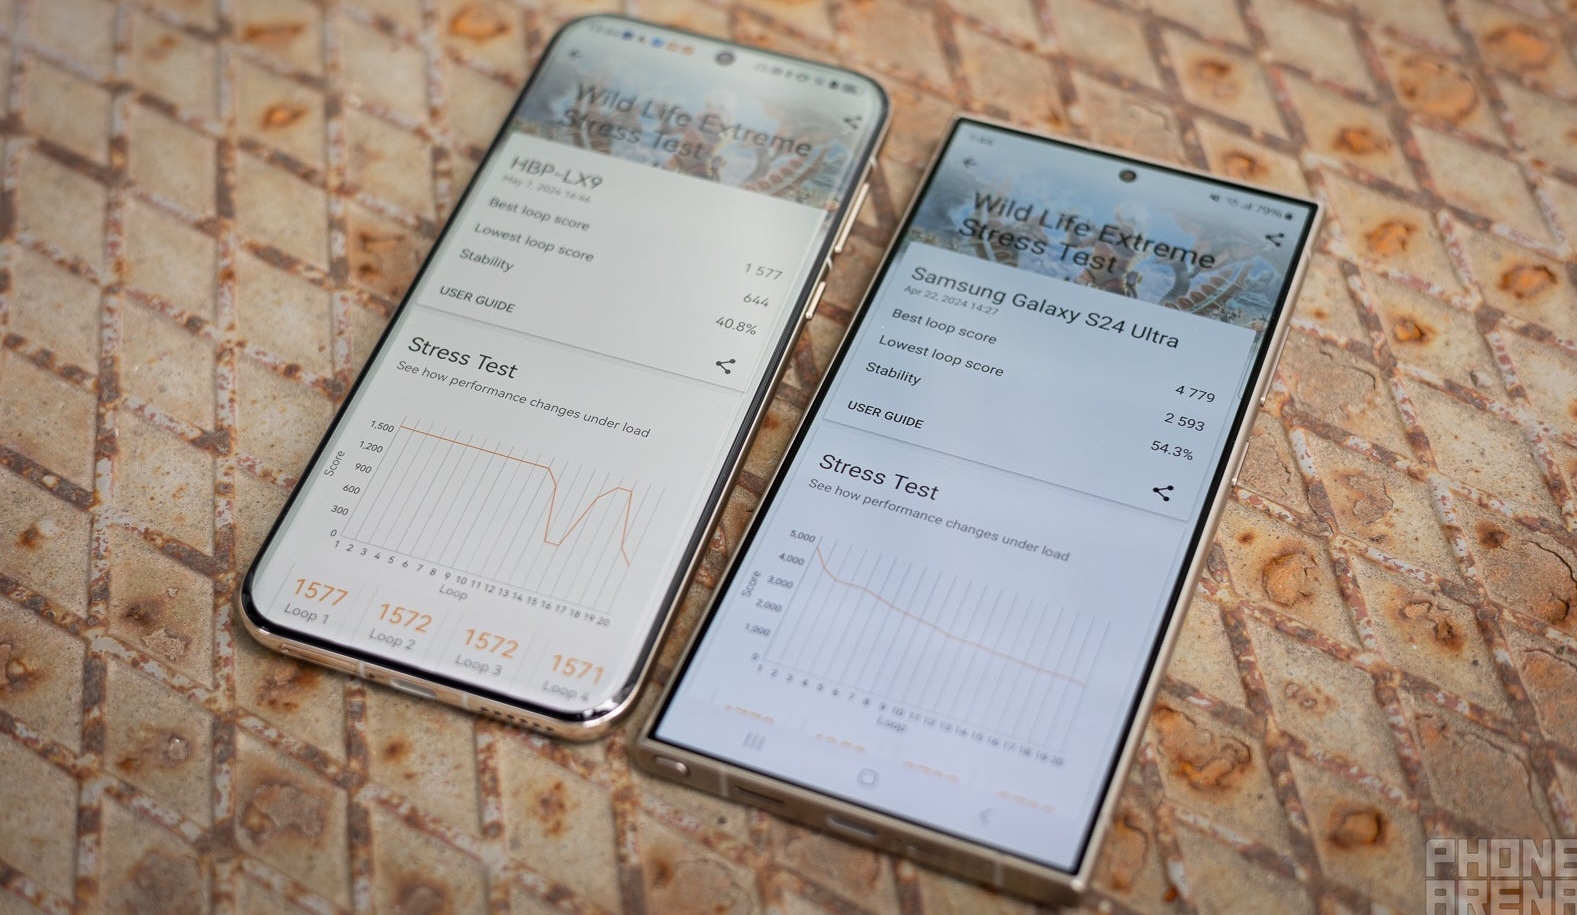 Wild Life Extreme
Stress Test
HBP-LX9
May 7, 2024 16:46
Best loop score
1 577
Lowest loop score
644
Stability
40.8%
USER GUIDE
Stress Test
See how performance changes under load
1,500
1,200
900
600
300
0
Score
1 2 3 4 5 6 7 8 9 10 11 12 13 14 15 16 17 18 19 20
Loop
1577
Loop 1
1572
Loop 2
1572
Loop 3
1571
Loop 4
79%
Wild Life Extreme
Stress Test
Samsung Galaxy S24 Ultra
Apr 22, 2024 14:27
Best loop score
4 779
Lowest loop score
2 593
Stability
54.3%
USER GUIDE
Stress Test
See how performance changes under load
5,000
4,000
3,000
2,000
1,000
0
Score
1 2 3 4 5 6 7 8 9 10 11 12 13 14 15 16 17 18 19 20
Loop
PHONE
ARENA